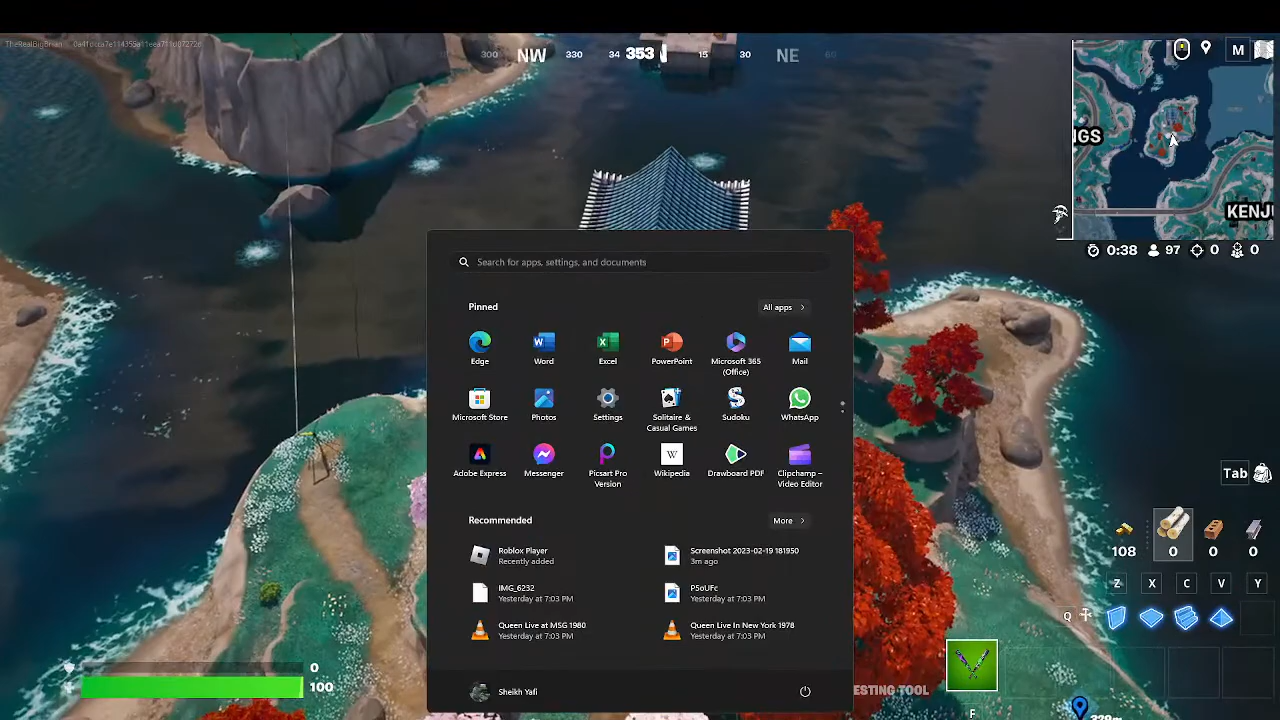 TheRealBigBrian
300 NW 330 34 353 15 30 NE 60
M
NGS
KENJ
0:38 97 0 0
Search for apps, settings, and documents
Pinned
All apps >
Edge
Word
Excel
PowerPoint
Microsoft 365
(Office)
Mail
Microsoft Store
Photos
Settings
Solitaire &
Casual Games
Sudoku
WhatsApp
Adobe Express
Messenger
Picsart Pro
Version
Wikipedia
Drawboard PDF
Clipchamp –
Video Editor
Recommended
More >
Roblox Player
Recently added
Screenshot 2023-02-19 181950
3m ago
IMG_6232
Yesterday at 7:03 PM
P5oUFc
Yesterday at 7:03 PM
Queen Live at MSG 1980
Yesterday at 7:03 PM
Queen Live In New York 1978
Yesterday at 7:03 PM
Sheikh Yafi
Tab
108 0 0 0
Z X C V Y
Q
0
100
ESTING TOOL
F